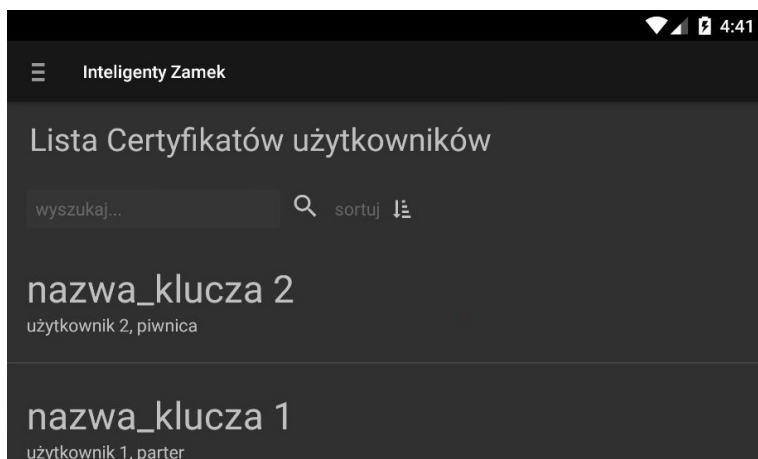 4:41
Inteligenty Zamek
Lista Certyfikatów użytkowników
wyszukaj... sortuj
nazwa_klucza 2
użytkownik 2, piwnica
nazwa_klucza 1
użytkownik 1, parter